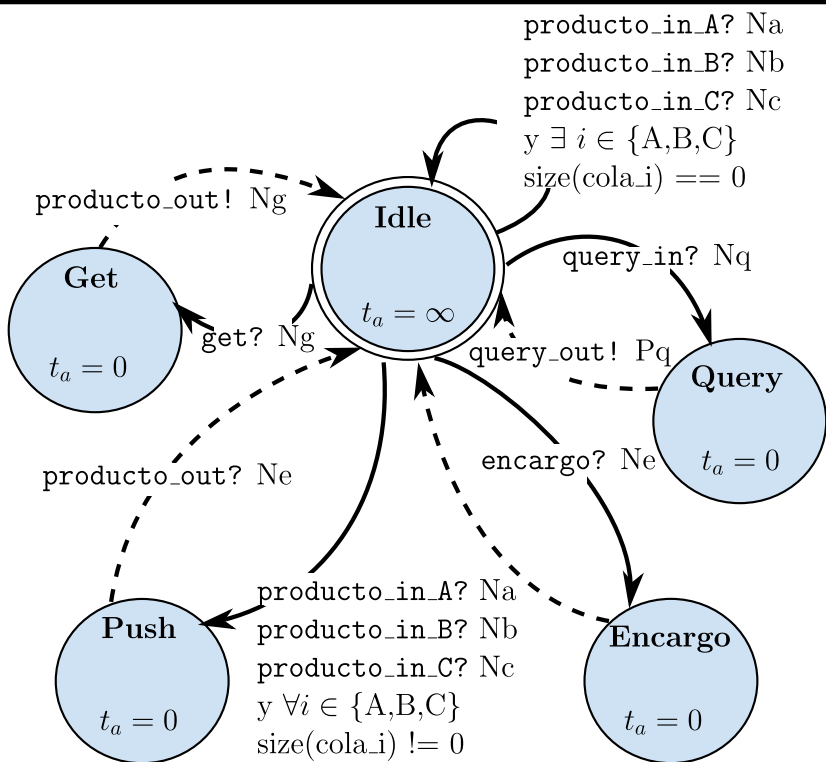 producto_in_A? Na
producto_in_B? Nb
producto_in_C? Nc
y ∃ i ∈ {A,B,C}
size(cola_i) == 0
producto_out! Ng
Idle
t_a = ∞
query_in? Nq
Get
t_a = 0
get? Ng
query_out! Pq
Query
t_a = 0
producto_out? Ne
encargo? Ne
producto_in_A? Na
producto_in_B? Nb
producto_in_C? Nc
y ∀i ∈ {A,B,C}
size(cola_i) != 0
Push
t_a = 0
Encargo
t_a = 0